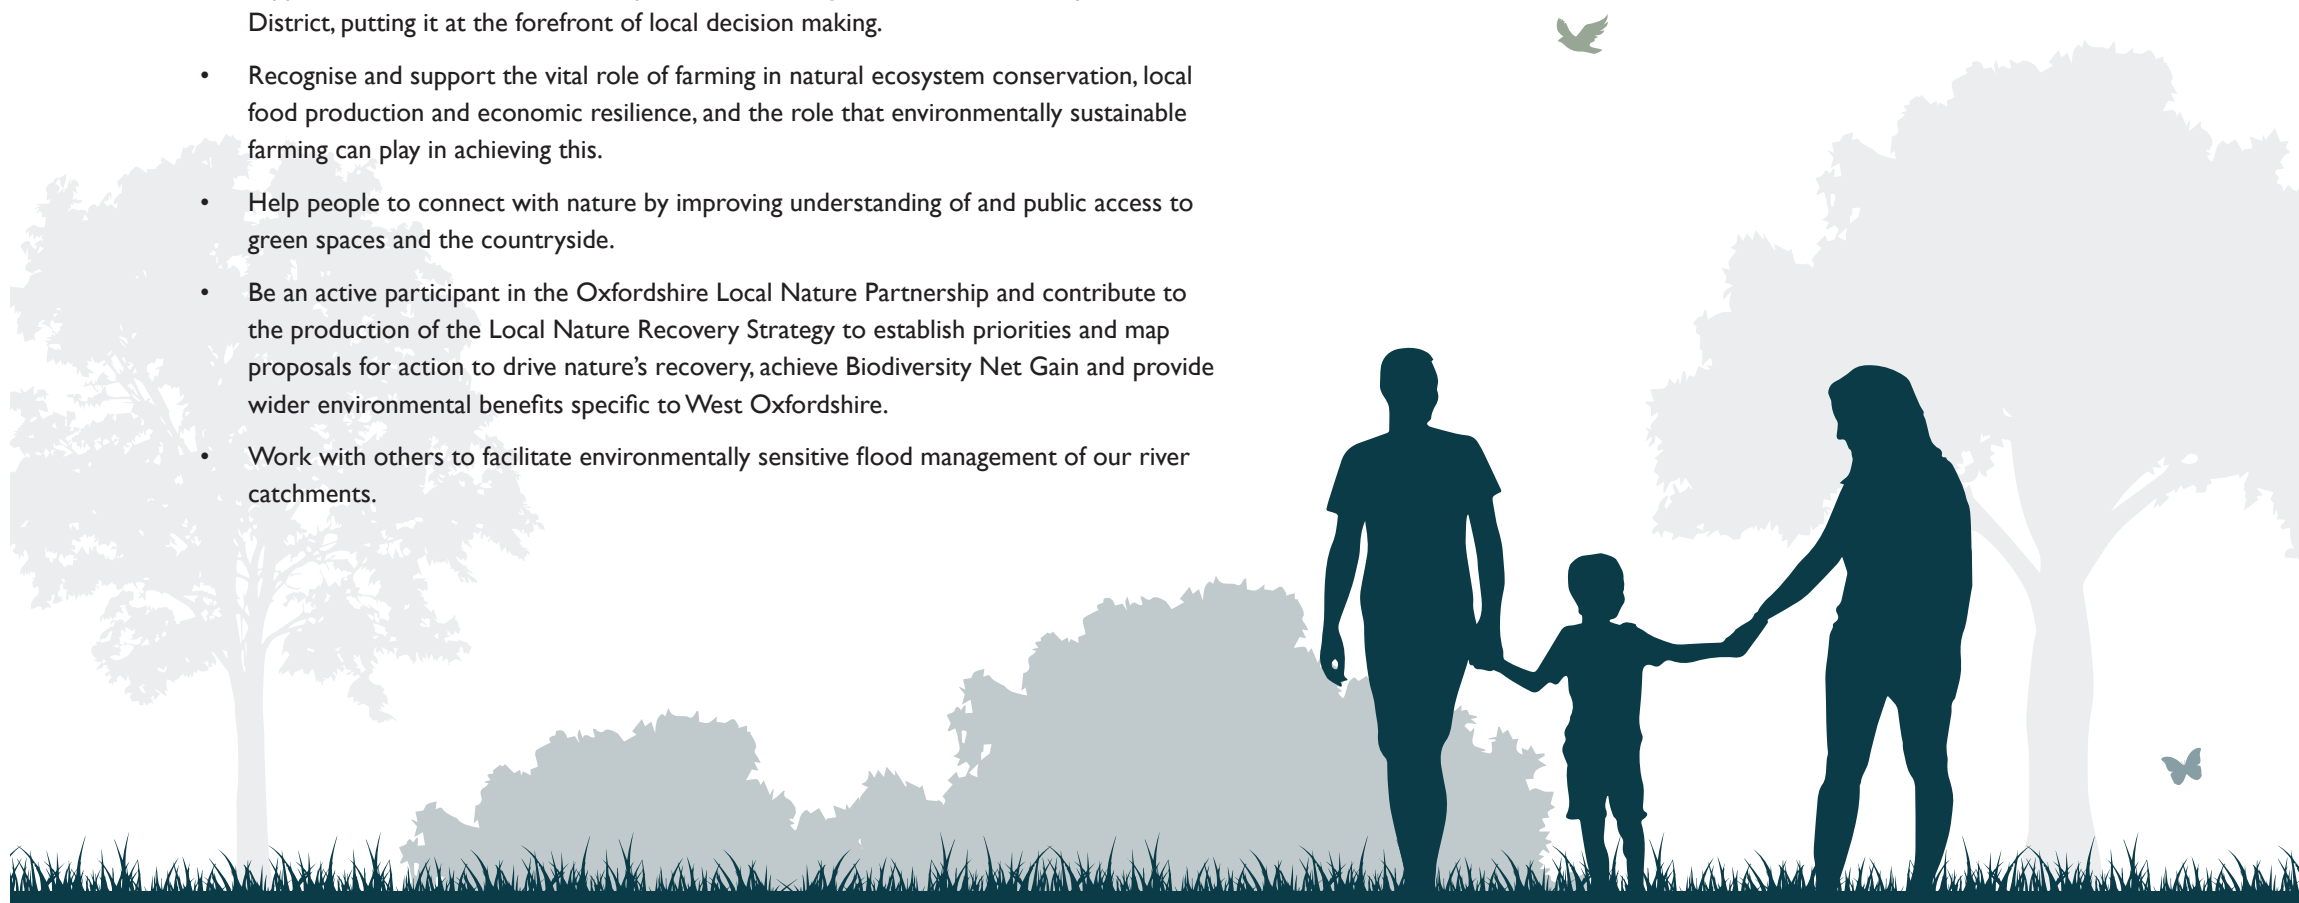 District, putting it at the forefront of local decision making.
• Recognise and support the vital role of farming in natural ecosystem conservation, local
food production and economic resilience, and the role that environmentally sustainable
farming can play in achieving this.
• Help people to connect with nature by improving understanding of and public access to
green spaces and the countryside.
• Be an active participant in the Oxfordshire Local Nature Partnership and contribute to
the production of the Local Nature Recovery Strategy to establish priorities and map
proposals for action to drive nature’s recovery, achieve Biodiversity Net Gain and provide
wider environmental benefits specific to West Oxfordshire.
• Work with others to facilitate environmentally sensitive flood management of our river
catchments.